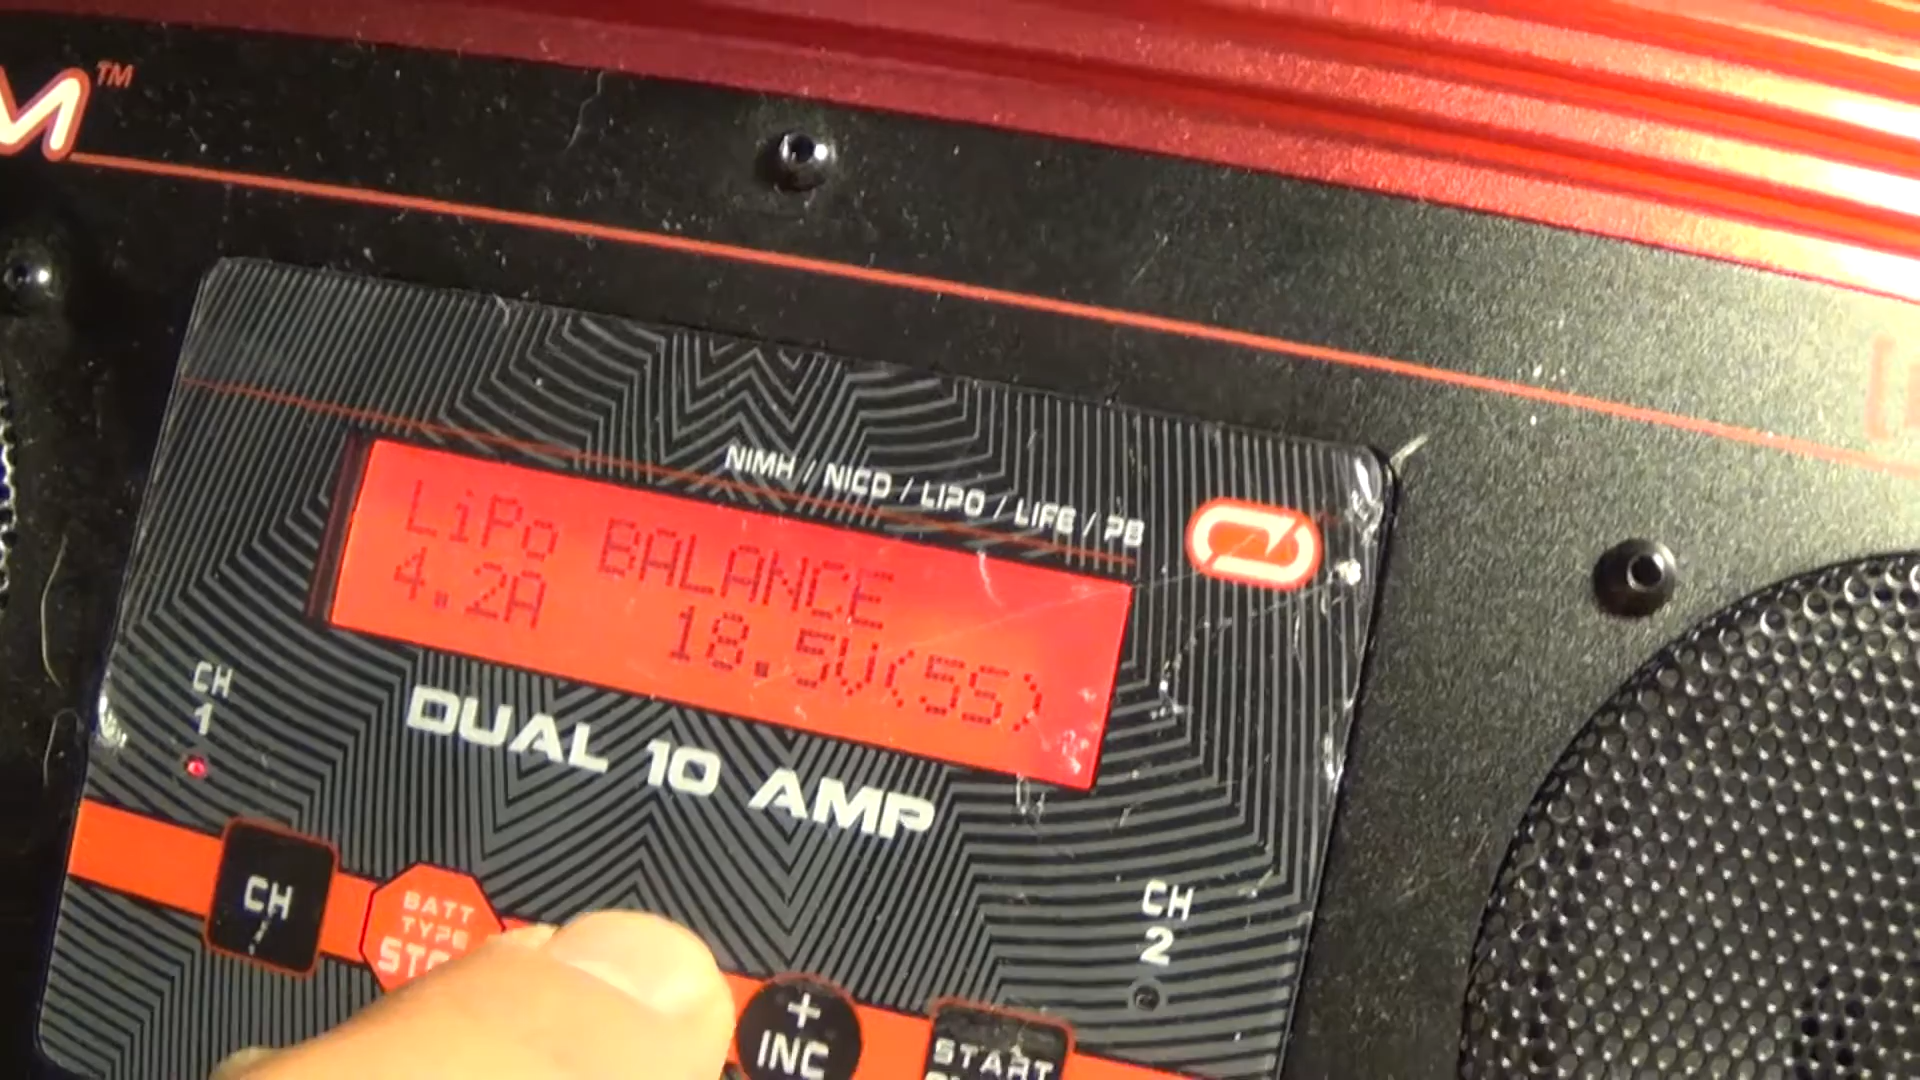 M™
NIMH / NICD / LIPO / LIFE / PB
LiPo BALANCE
4.2A 18.5V(5S)
DUAL 10 AMP
CH
1
CH
2
CH
BATT
TYPE
+
INC
START